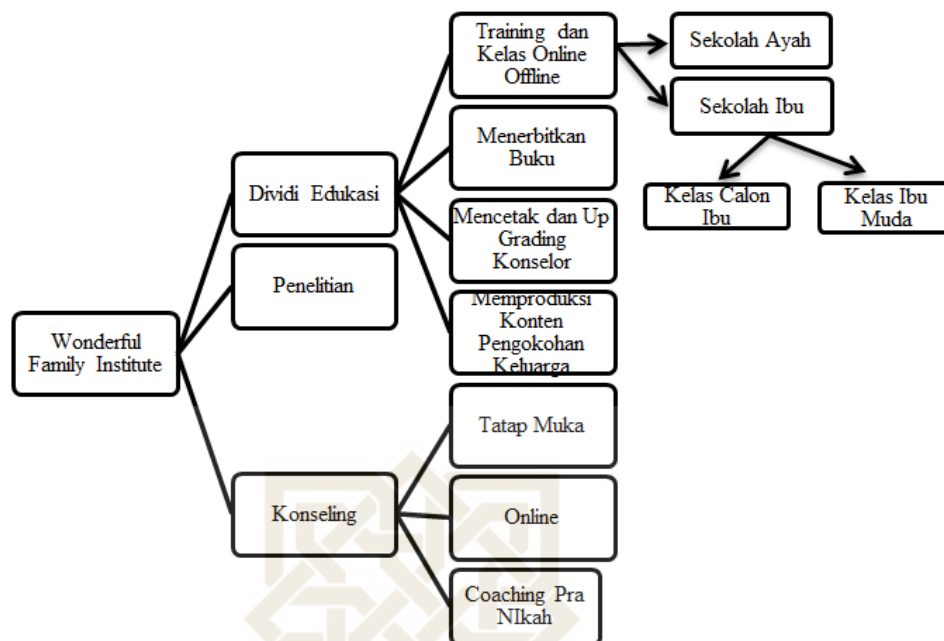 Wonderful
Family Institute
Dividi Edukasi
Penelitian
Konseling
Training dan
Kelas Online
Offline
Menerbitkan
Buku
Mencetak dan Up
Grading
Konselor
Memproduksi
Konten
Pengokohan
Keluarga
Tatap Muka
Online
Coaching Pra
NIkah
Sekolah Ayah
Sekolah Ibu
Kelas Calon
Ibu
Kelas Ibu
Muda